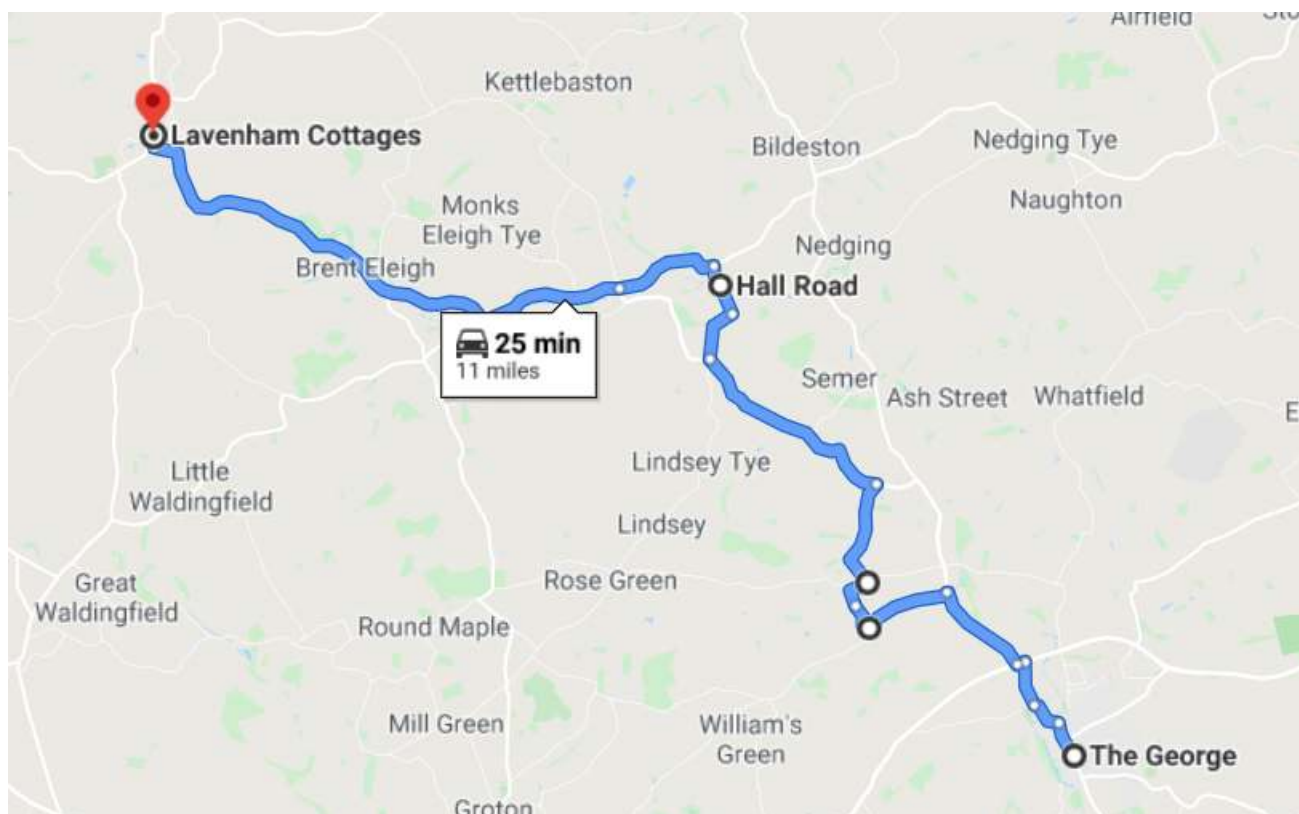 Airfield
Kettlebaston
Lavenham Cottages
Nedging Tye
Bildeston
Naughton
Monks
Eleigh Tye
Nedging
Brent Eleigh
Hall Road
25 min
11 miles
Semer
Ash Street
Whatfield
E
Lindsey Tye
Little
Waldingfield
Lindsey
Rose Green
Great
Waldingfield
Round Maple
Mill Green
William's
Green
The George
Groton